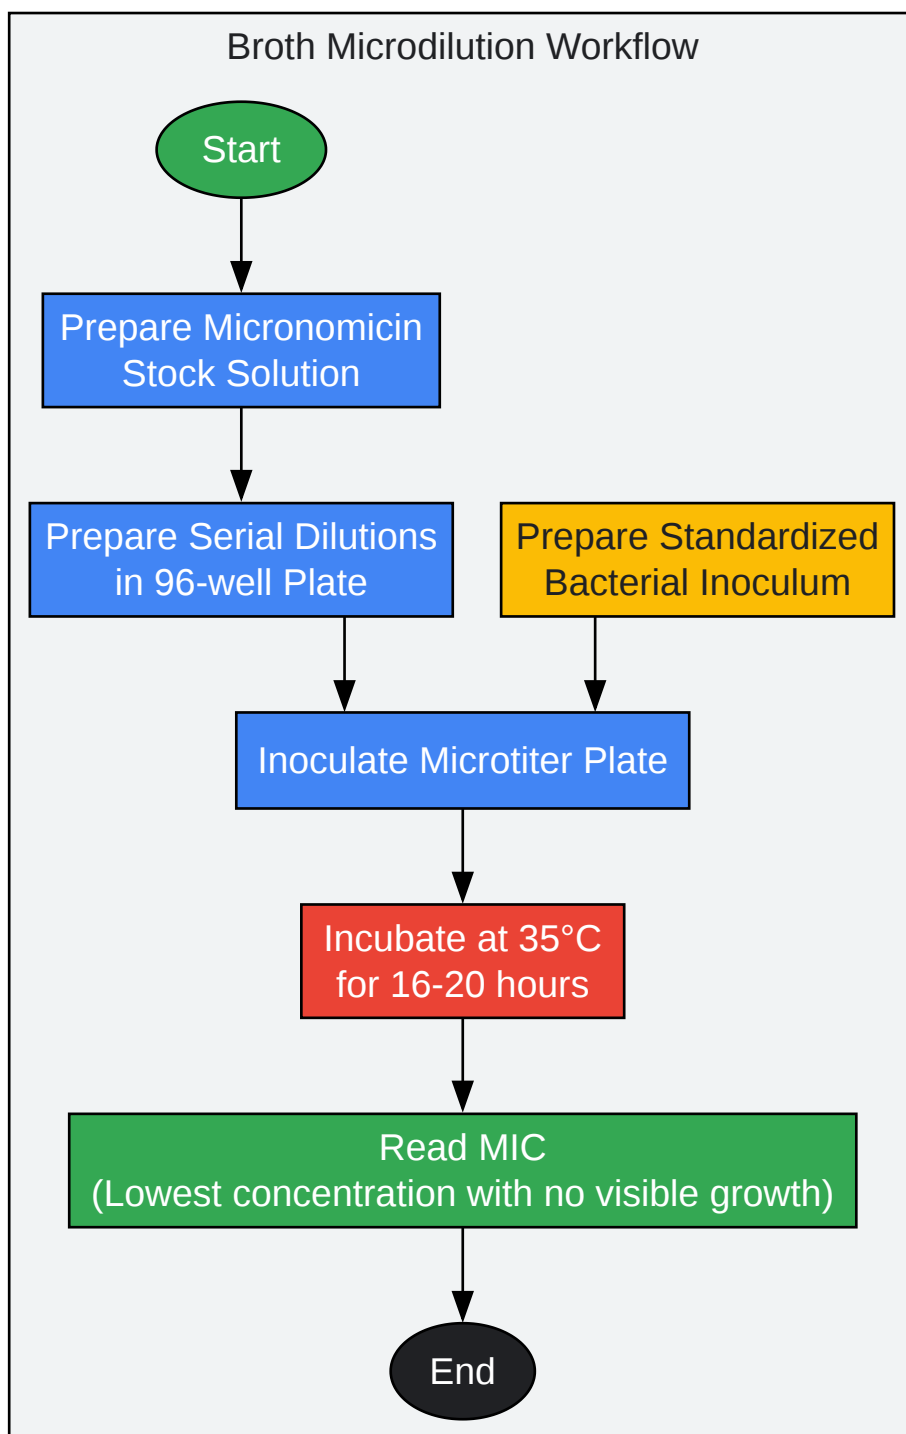 Broth Microdilution Workflow
Start
Prepare Micronomicin
Stock Solution
Prepare Serial Dilutions
in 96-well Plate
Prepare Standardized
Bacterial Inoculum
Inoculate Microtiter Plate
Incubate at 35°C
for 16-20 hours
Read MIC
(Lowest concentration with no visible growth)
End